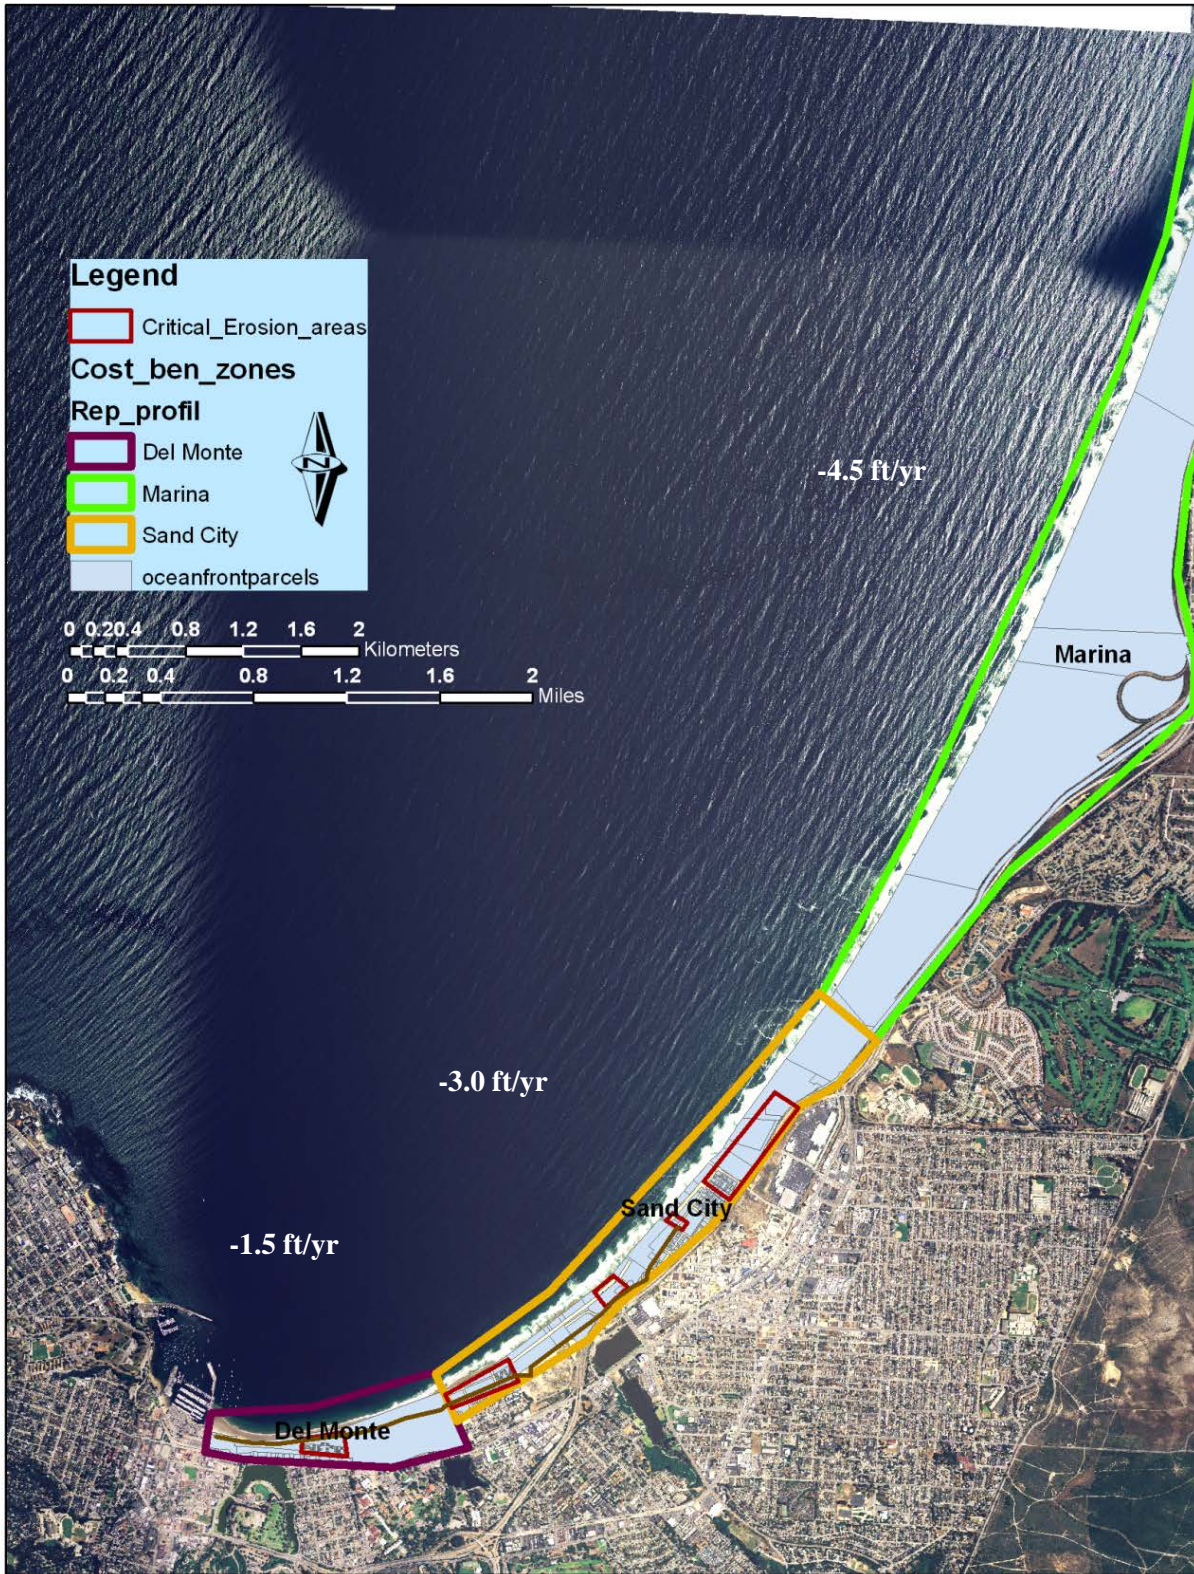 Legend
Critical_Erosion_areas
Cost_ben_zones
Rep_profil
Del Monte
N
Marina
Sand City
oceanfrontparcels
-4.5 ft/yr
0 0.2 0.4 0.8 1.2 1.6 2
Kilometers
0 0.2 0.4 0.8 1.2 1.6 2
Miles
Marina
-3.0 ft/yr
Sand City
-1.5 ft/yr
Del Monte